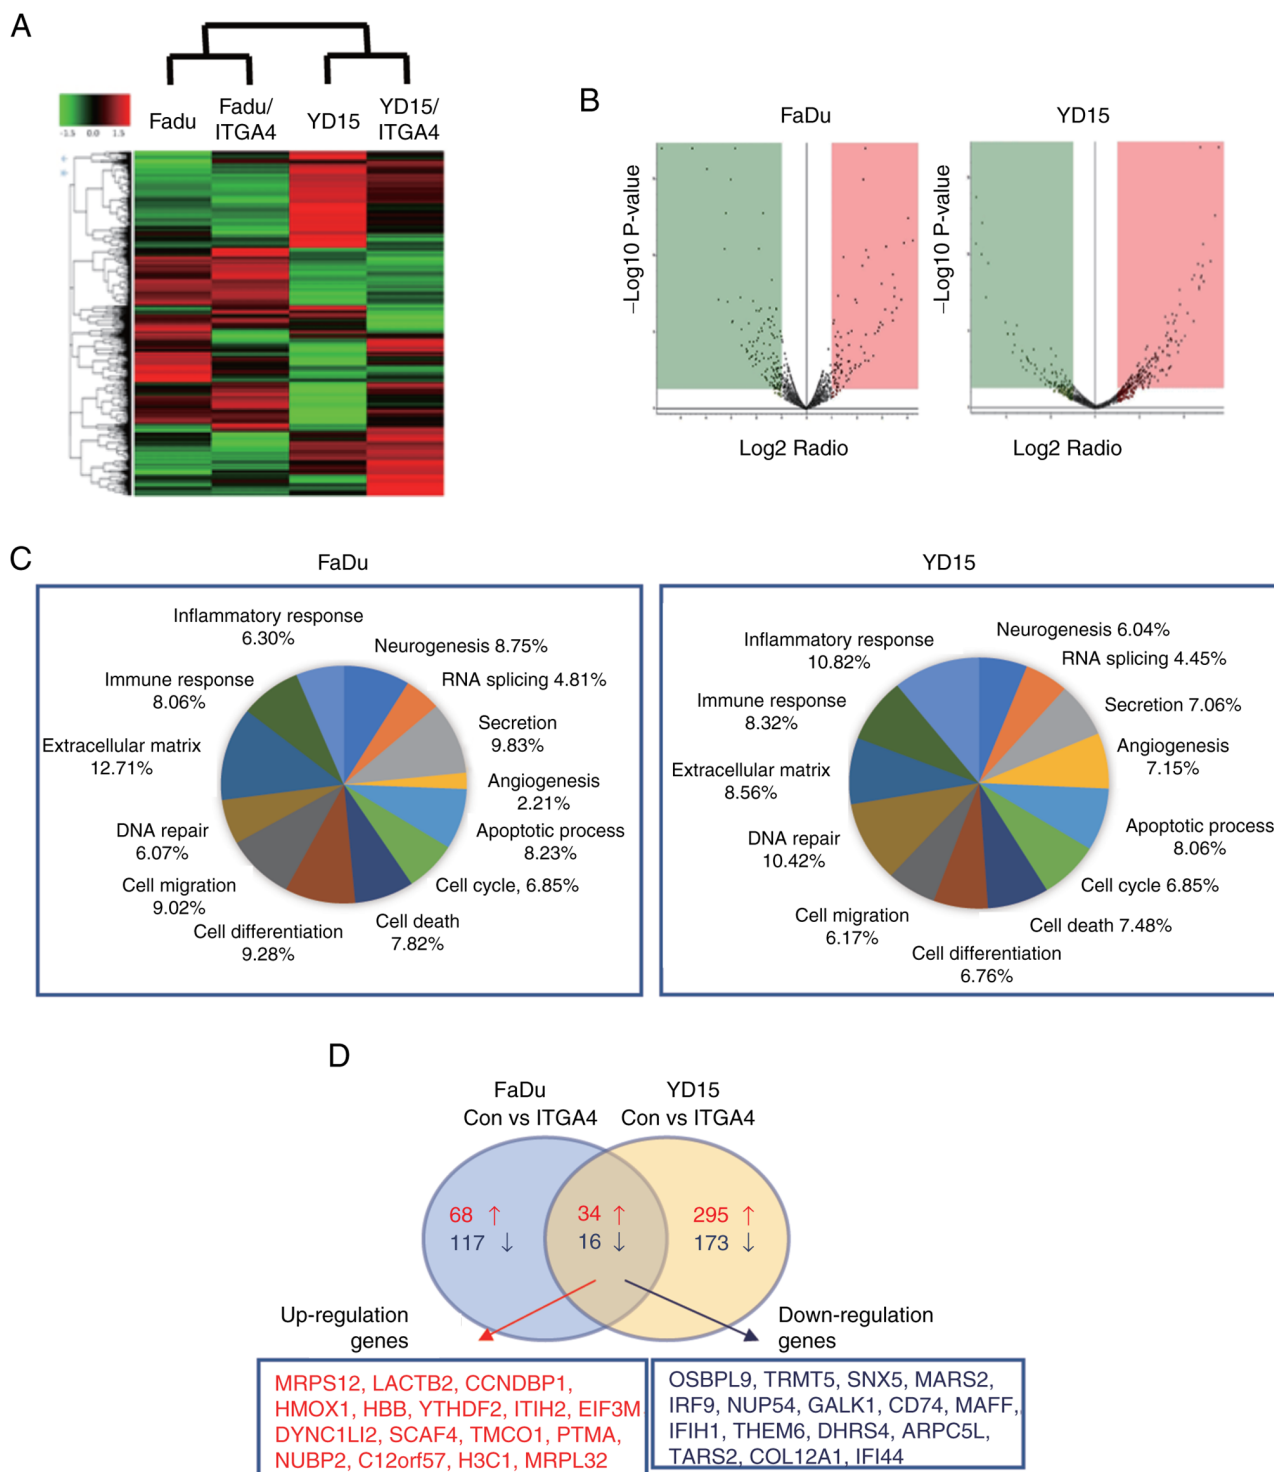 A
Fadu
Fadu/
ITGA4
YD15
YD15/
ITGA4
-1.5 0.0 1.5
B
FaDu
YD15
–Log10 P-value
–Log10 P-value
Log2 Radio
Log2 Radio
C
FaDu
Inflammatory response
6.30%
Neurogenesis 8.75%
RNA splicing 4.81%
Immune response
8.06%
Secretion
9.83%
Extracellular matrix
12.71%
Angiogenesis
2.21%
DNA repair
6.07%
Apoptotic process
8.23%
Cell migration
9.02%
Cell cycle, 6.85%
Cell differentiation
9.28%
Cell death
7.82%
YD15
Inflammatory response
10.82%
Neurogenesis 6.04%
RNA splicing 4.45%
Immune response
8.32%
Secretion 7.06%
Angiogenesis
7.15%
Extracellular matrix
8.56%
Apoptotic process
8.06%
DNA repair
10.42%
Cell cycle 6.85%
Cell migration
6.17%
Cell death 7.48%
Cell differentiation
6.76%
D
FaDu
Con vs ITGA4
YD15
Con vs ITGA4
68 ↑
117 ↓
34 ↑
16 ↓
295 ↑
173 ↓
Up-regulation
genes
Down-regulation
genes
MRPS12, LACTB2, CCNDBP1,
HMOX1, HBB, YTHDF2, ITIH2, EIF3M
DYNC1LI2, SCAF4, TMCO1, PTMA,
NUBP2, C12orf57, H3C1, MRPL32
OSBPL9, TRMT5, SNX5, MARS2,
IRF9, NUP54, GALK1, CD74, MAFF,
IFIH1, THEM6, DHRS4, ARPC5L,
TARS2, COL12A1, IFI44